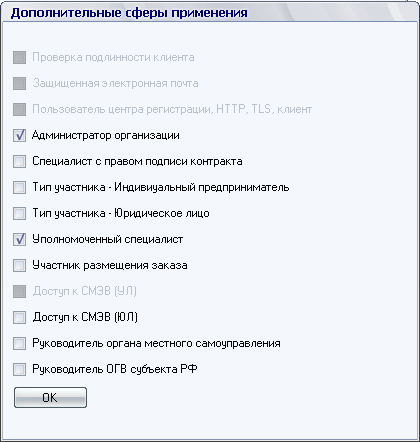 Дополнительные сферы применения
Проверка подлинности клиента
Защищенная электронная почта
Пользователь центра регистрации, HTTP, TLS, клиент
Администратор организации
Специалист с правом подписи контракта
Тип участника - Индивиуальный предприниматель
Тип участника - Юридическое лицо
Уполномоченный специалист
Участник размещения заказа
Доступ к СМЭВ (УЛ)
Доступ к СМЭВ (ЮЛ)
Руководитель органа местного самоуправления
Руководитель ОГВ субъекта РФ
OK